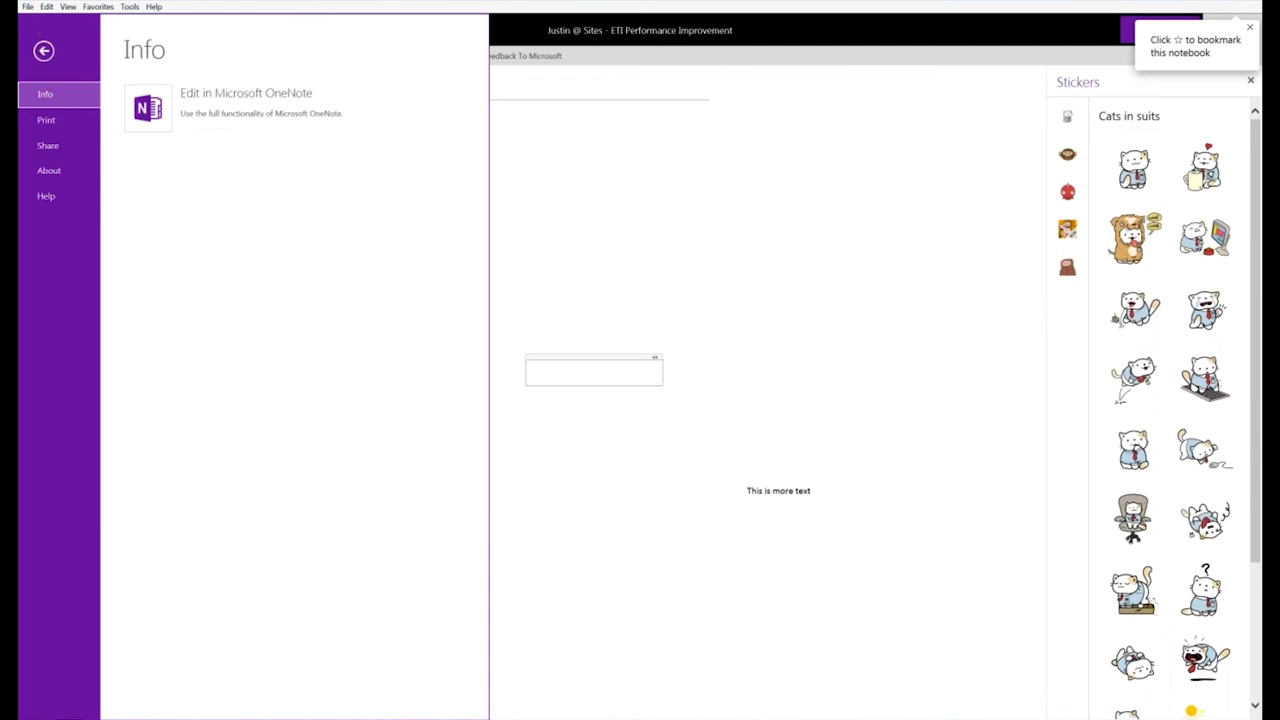 File Edit View Favorites Tools Help
Justin @ Sites - ETI Performance Improvement
Click ☆ to bookmark
this notebook
Info
eedback To Microsoft
Stickers
Info
Edit in Microsoft OneNote
Use the full functionality of Microsoft OneNote.
Print
Share
About
Help
Cats in suits
This is more text